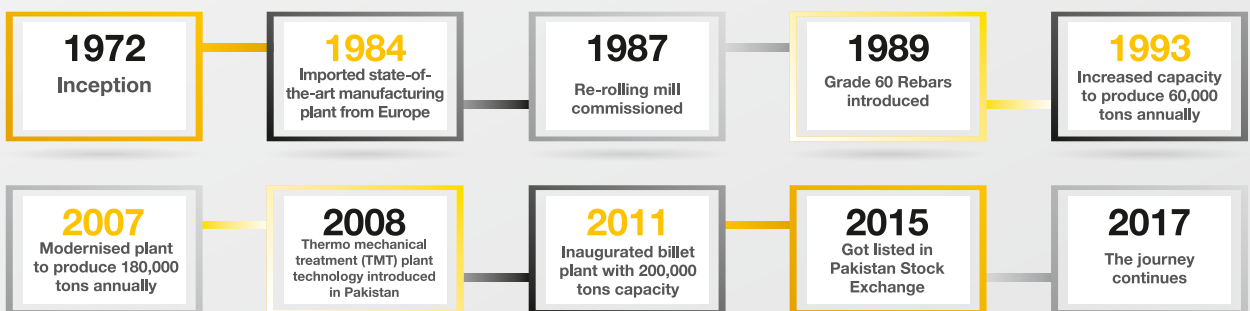 1972
Inception
1984
Imported state-of-
the-art manufacturing
plant from Europe
1987
Re-rolling mill
commissioned
1989
Grade 60 Rebars
introduced
1993
Increased capacity
to produce 60,000
tons annually
2007
Modernised plant
to produce 180,000
tons annually
2008
Thermo mechanical
treatment (TMT) plant
technology introduced
in Pakistan
2011
Inaugurated billet
plant with 200,000
tons capacity
2015
Got listed in
Pakistan Stock
Exchange
2017
The journey
continues